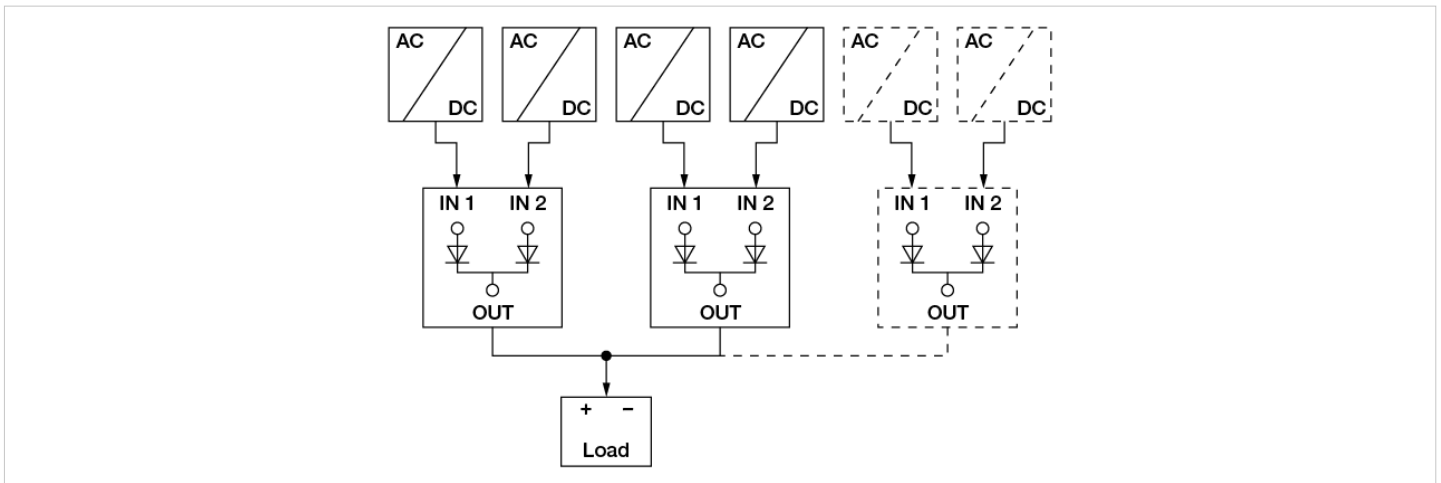 AC AC AC AC AC AC
DC DC DC DC DC DC
IN 1 IN 2 IN 1 IN 2 IN 1 IN 2
OUT OUT OUT
+ −
Load